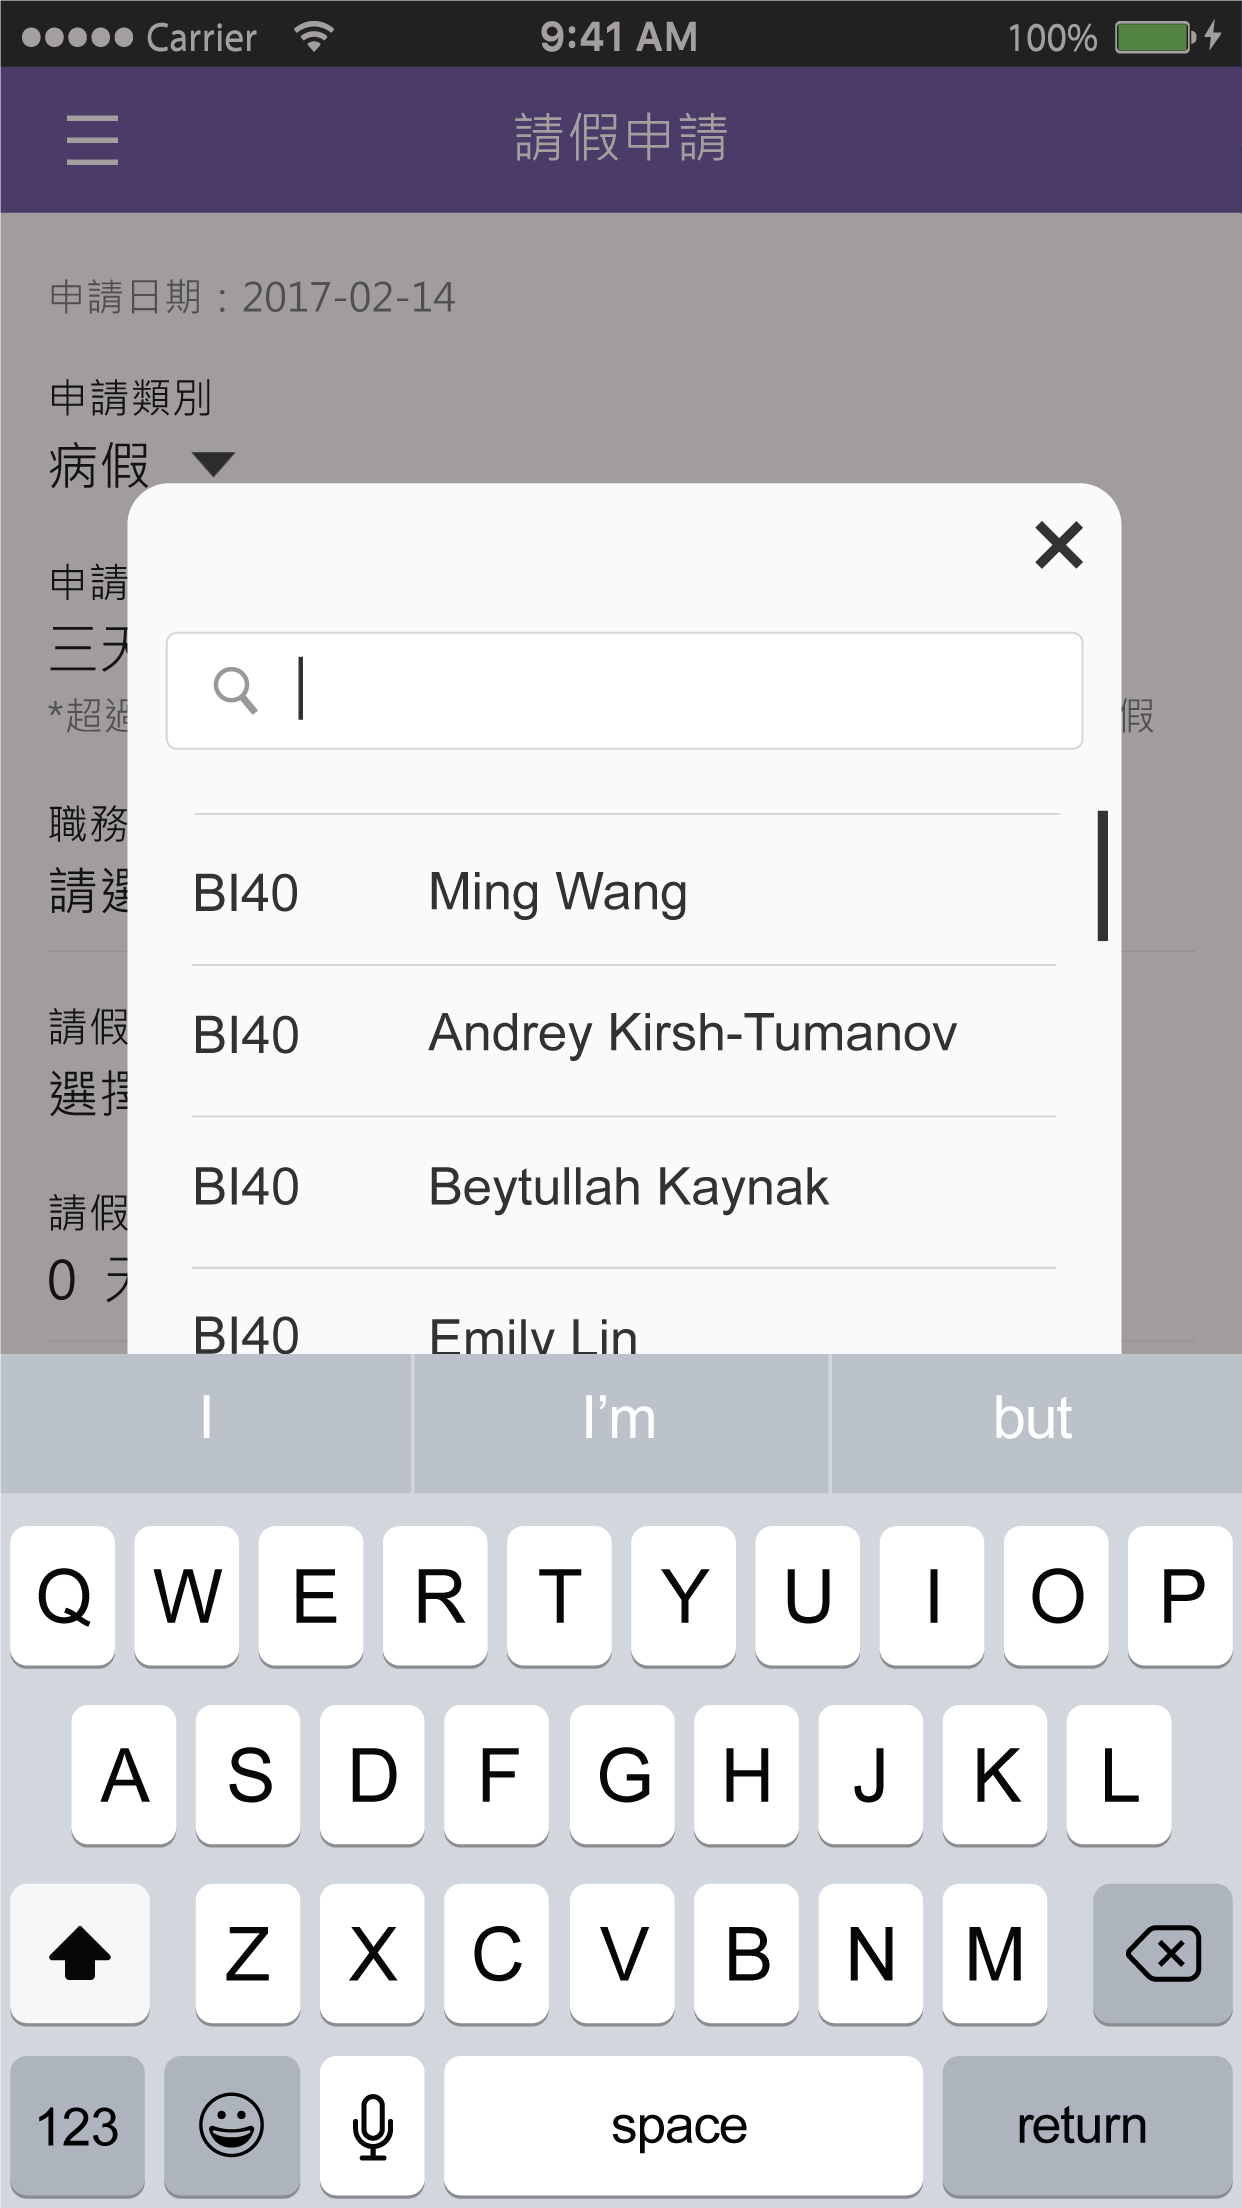 Carrier 9:41 AM 100%
請假申請
申請日期：2017-02-14
申請類別
病假
申請
三天
*超過 假
職務
請選
BI40 Ming Wang
BI40 Andrey Kirsh-Tumanov
請假
選擇
BI40 Beytullah Kaynak
請假
0 天
BI40 Emily Lin
I I’m but
Q W E R T Y U I O P
A S D F G H J K L
Z X C V B N M
123 space return